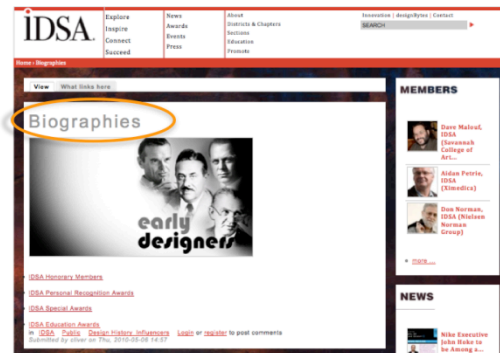 IDSA
Explore
Inspire
Connect
Succeed
News
Awards
Events
Press
About
Districts & Chapters
Sections
Education
Promote
Innovation | designBytes | Contact
SEARCH
Home › Biographies
View What links here
Biographies
early
designers
IDSA Honorary Members
IDSA Personal Recognition Awards
IDSA Special Awards
IDSA Education Awards
in IDSA Public Design History Influencers Login or register to post comments
Submitted by oliver on Thu, 2010-05-06 14:57
MEMBERS
Dave Malouf,
IDSA
(Savannah
College of
Art...
Aidan Petrie,
IDSA
(Ximedica)
Don Norman,
IDSA (Nielsen
Norman
Group)
more ...
NEWS
Nike Executive
John Hoke to
be Among a...